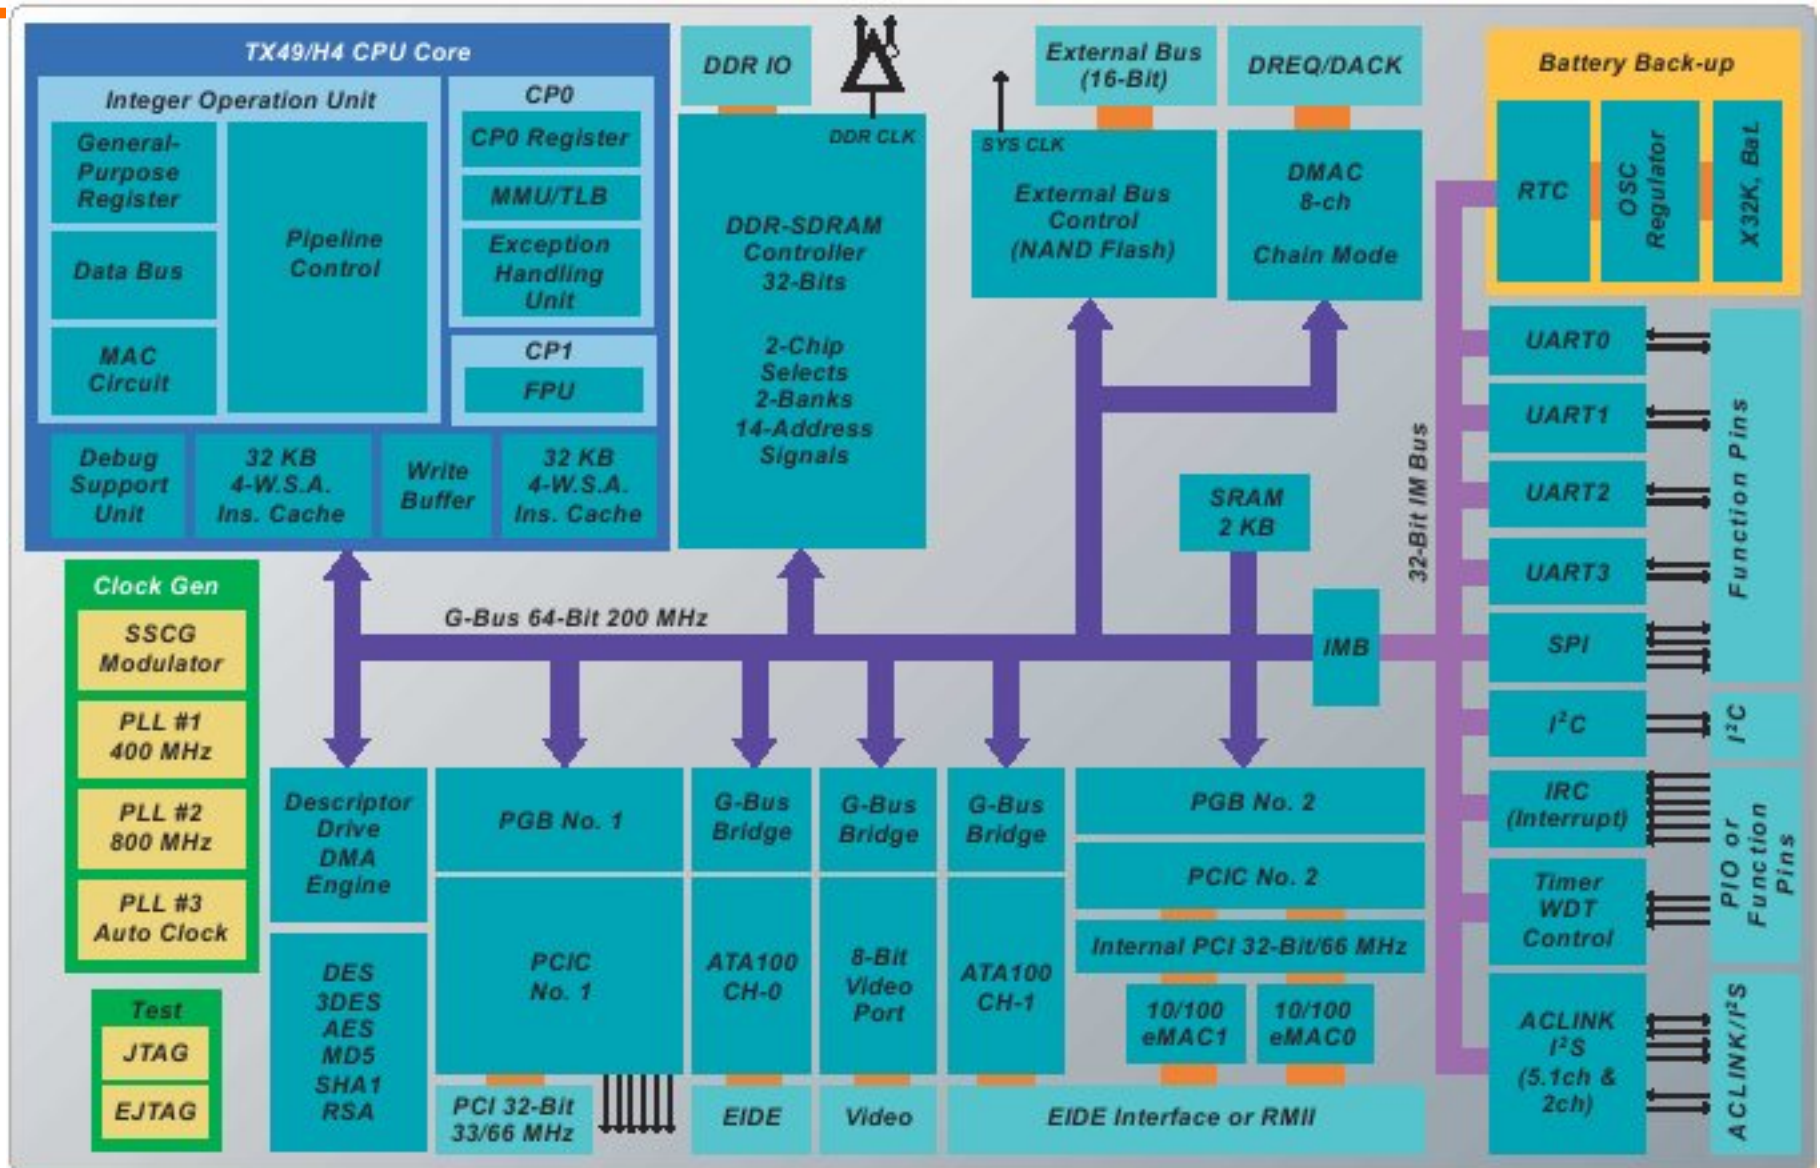 TX49/H4 CPU Core
Integer Operation Unit
General-
Purpose
Register
Data Bus
MAC
Circuit
Pipeline
Control
CP0
CP0 Register
MMU/TLB
Exception
Handling
Unit
CP1
FPU
Debug
Support
Unit
32 KB
4-W.S.A.
Ins. Cache
Write
Buffer
32 KB
4-W.S.A.
Ins. Cache
DDR IO
DDR CLK
DDR-SDRAM
Controller
32-Bits
2-Chip
Selects
2-Banks
14-Address
Signals
External Bus
(16-Bit)
SYS CLK
External Bus
Control
(NAND Flash)
DREQ/DACK
DMAC
8-ch
Chain Mode
SRAM
2 KB
Battery Back-up
RTC
OSC
Regulator
X32K, Bat.
32-Bit IM Bus
UART0
UART1
UART2
UART3
SPI
Function Pins
I²C
I²C
IRC
(Interrupt)
Timer
WDT
Control
PIO or
Function
Pins
ACLINK
I²S
(5.1ch &
2ch)
ACLINK/I²S
G-Bus 64-Bit 200 MHz
IMB
Clock Gen
SSCG
Modulator
PLL #1
400 MHz
PLL #2
800 MHz
PLL #3
Auto Clock
Test
JTAG
EJTAG
Descriptor
Drive
DMA
Engine
DES
3DES
AES
MD5
SHA1
RSA
PGB No. 1
PCIC
No. 1
PCI 32-Bit
33/66 MHz
G-Bus
Bridge
ATA100
CH-0
EIDE
G-Bus
Bridge
8-Bit
Video
Port
Video
G-Bus
Bridge
ATA100
CH-1
PGB No. 2
PCIC No. 2
Internal PCI 32-Bit/66 MHz
10/100
eMAC1
10/100
eMAC0
EIDE Interface or RMII